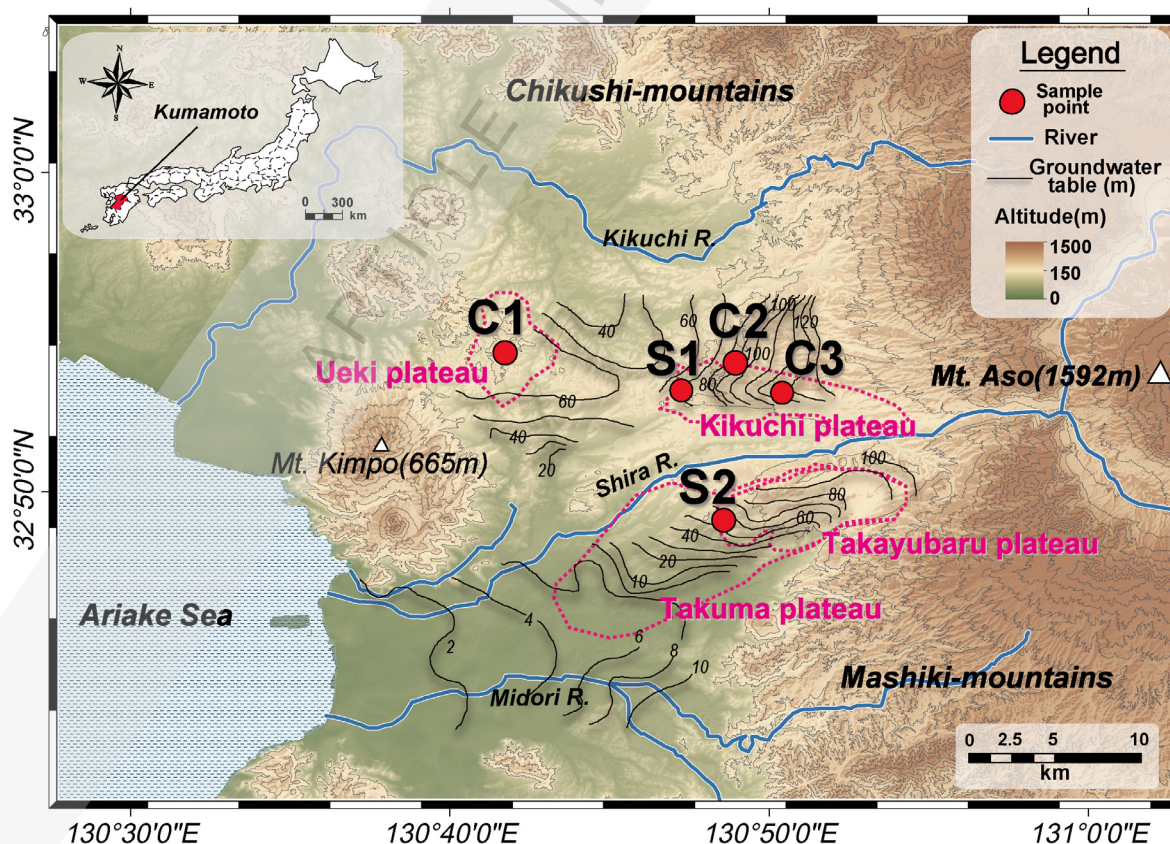 N
W
E
S
Kumamoto
0 300
km
Chikushi-mountains
Legend
Sample
point
River
Groundwater
table (m)
Altitude(m)
1500
150
0
33°0'0"N
32°50'0"N
Kikuchi R.
C1
Ueki plateau
40
60
40
20
60
100
120
C2
100
S1
80
C3
Kikuchi plateau
Mt. Aso(1592m)
Mt. Kimpo(665m)
Shira R.
S2
100
80
60
40
20
10
Takayubaru plateau
Takuma plateau
Ariake Sea
2
4
6
8
10
Midori R.
Mashiki-mountains
0 2.5 5 10
km
130°30'0"E 130°40'0"E 130°50'0"E 131°0'0"E